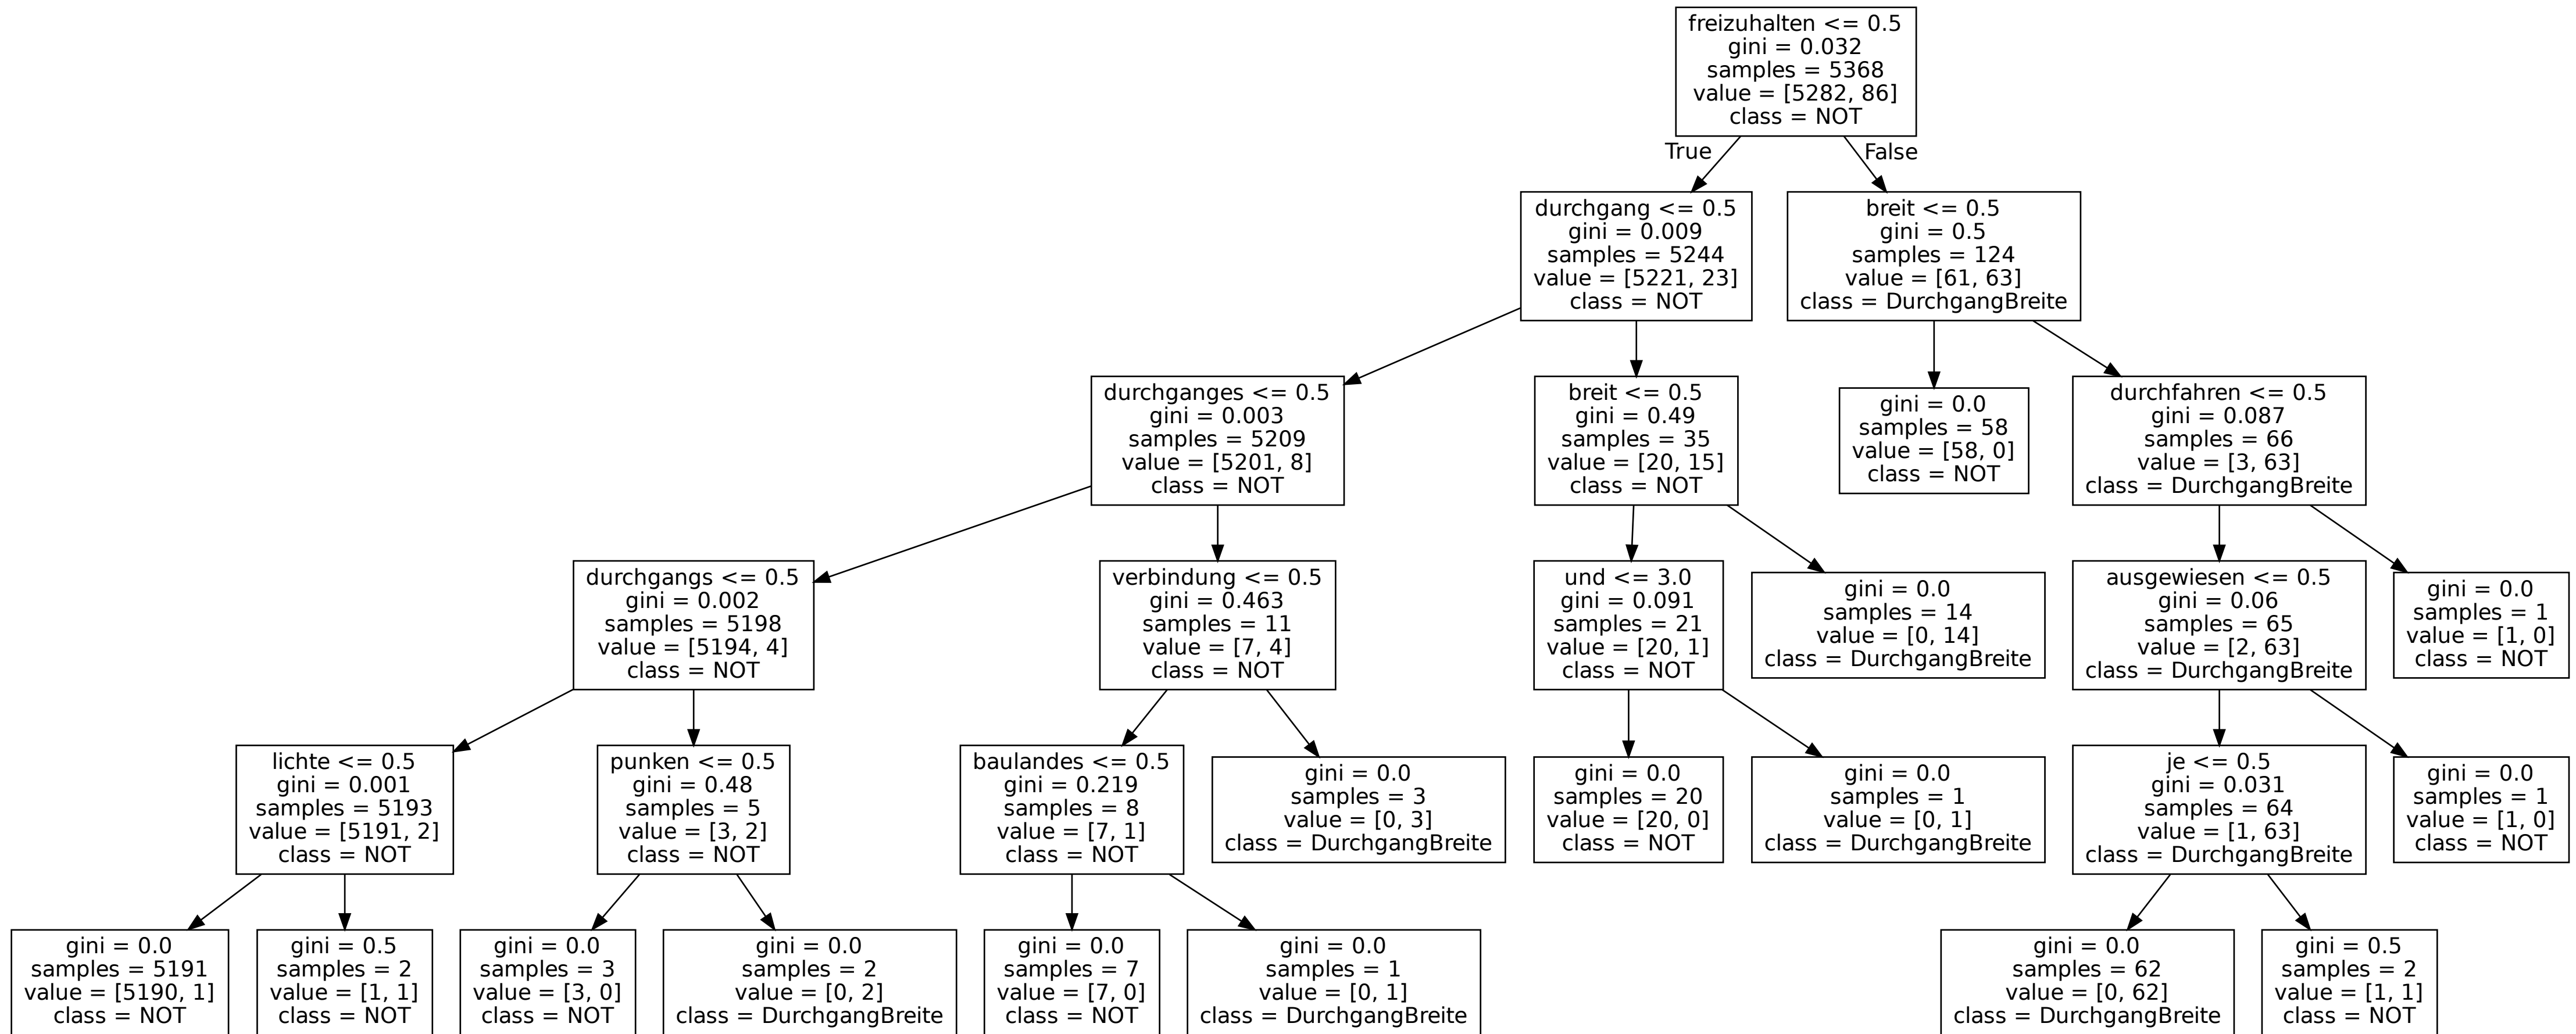 freizuhalten <= 0.5
gini = 0.032
samples = 5368
value = [5282, 86]
class = NOT
True
False
durchgang <= 0.5
gini = 0.009
samples = 5244
value = [5221, 23]
class = NOT
breit <= 0.5
gini = 0.5
samples = 124
value = [61, 63]
class = DurchgangBreite
durchganges <= 0.5
gini = 0.003
samples = 5209
value = [5201, 8]
class = NOT
breit <= 0.5
gini = 0.49
samples = 35
value = [20, 15]
class = NOT
gini = 0.0
samples = 58
value = [58, 0]
class = NOT
durchfahren <= 0.5
gini = 0.087
samples = 66
value = [3, 63]
class = DurchgangBreite
durchgangs <= 0.5
gini = 0.002
samples = 5198
value = [5194, 4]
class = NOT
verbindung <= 0.5
gini = 0.463
samples = 11
value = [7, 4]
class = NOT
und <= 3.0
gini = 0.091
samples = 21
value = [20, 1]
class = NOT
gini = 0.0
samples = 14
value = [0, 14]
class = DurchgangBreite
ausgewiesen <= 0.5
gini = 0.06
samples = 65
value = [2, 63]
class = DurchgangBreite
gini = 0.0
samples = 1
value = [1, 0]
class = NOT
lichte <= 0.5
gini = 0.001
samples = 5193
value = [5191, 2]
class = NOT
punken <= 0.5
gini = 0.48
samples = 5
value = [3, 2]
class = NOT
baulandes <= 0.5
gini = 0.219
samples = 8
value = [7, 1]
class = NOT
gini = 0.0
samples = 3
value = [0, 3]
class = DurchgangBreite
gini = 0.0
samples = 20
value = [20, 0]
class = NOT
gini = 0.0
samples = 1
value = [0, 1]
class = DurchgangBreite
je <= 0.5
gini = 0.031
samples = 64
value = [1, 63]
class = DurchgangBreite
gini = 0.0
samples = 1
value = [1, 0]
class = NOT
gini = 0.0
samples = 5191
value = [5190, 1]
class = NOT
gini = 0.5
samples = 2
value = [1, 1]
class = NOT
gini = 0.0
samples = 3
value = [3, 0]
class = NOT
gini = 0.0
samples = 2
value = [0, 2]
class = DurchgangBreite
gini = 0.0
samples = 7
value = [7, 0]
class = NOT
gini = 0.0
samples = 1
value = [0, 1]
class = DurchgangBreite
gini = 0.0
samples = 62
value = [0, 62]
class = DurchgangBreite
gini = 0.5
samples = 2
value = [1, 1]
class = NOT